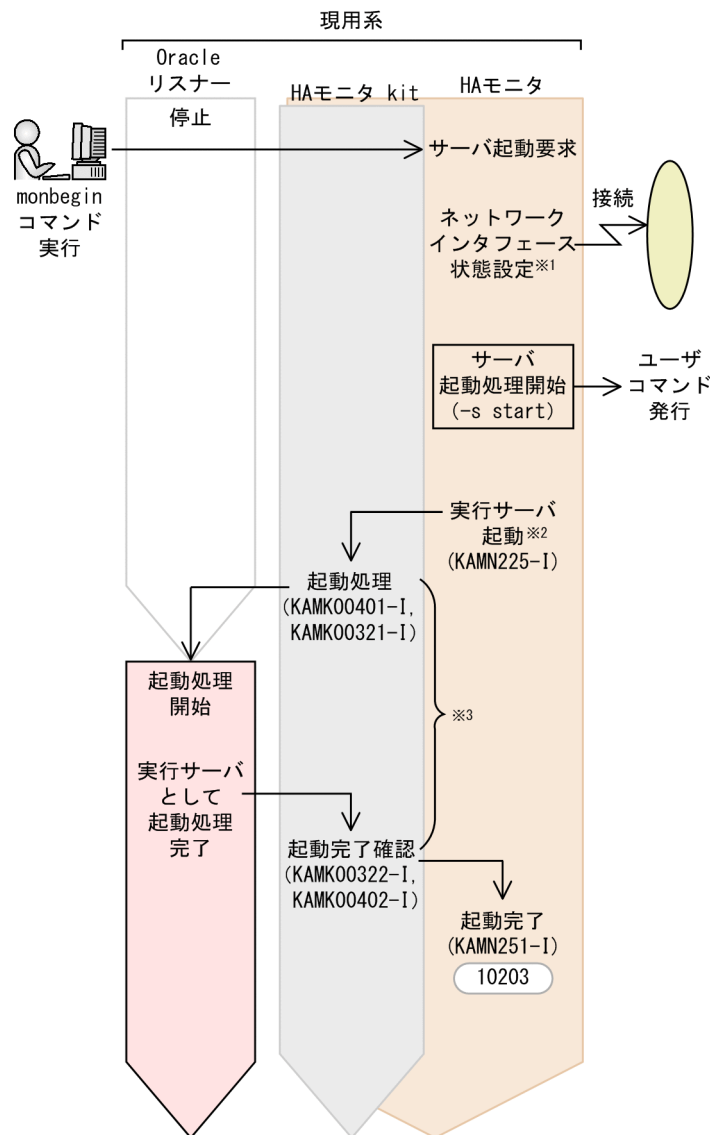 現用系
Oracle
リスナー
HAモニタ kit
HAモニタ
停止
サーバ起動要求
monbegin
コマンド
実行
接続
ネットワーク
インタフェース
状態設定※1
サーバ
起動処理開始
(-s start)
ユーザ
コマンド
発行
実行サーバ
起動※2
(KAMN225-I)
起動処理
(KAMK00401-I,
KAMK00321-I)
起動処理
開始
※3
実行サーバ
として
起動処理
完了
起動完了確認
(KAMK00322-I,
KAMK00402-I)
起動完了
(KAMN251-I)
10203